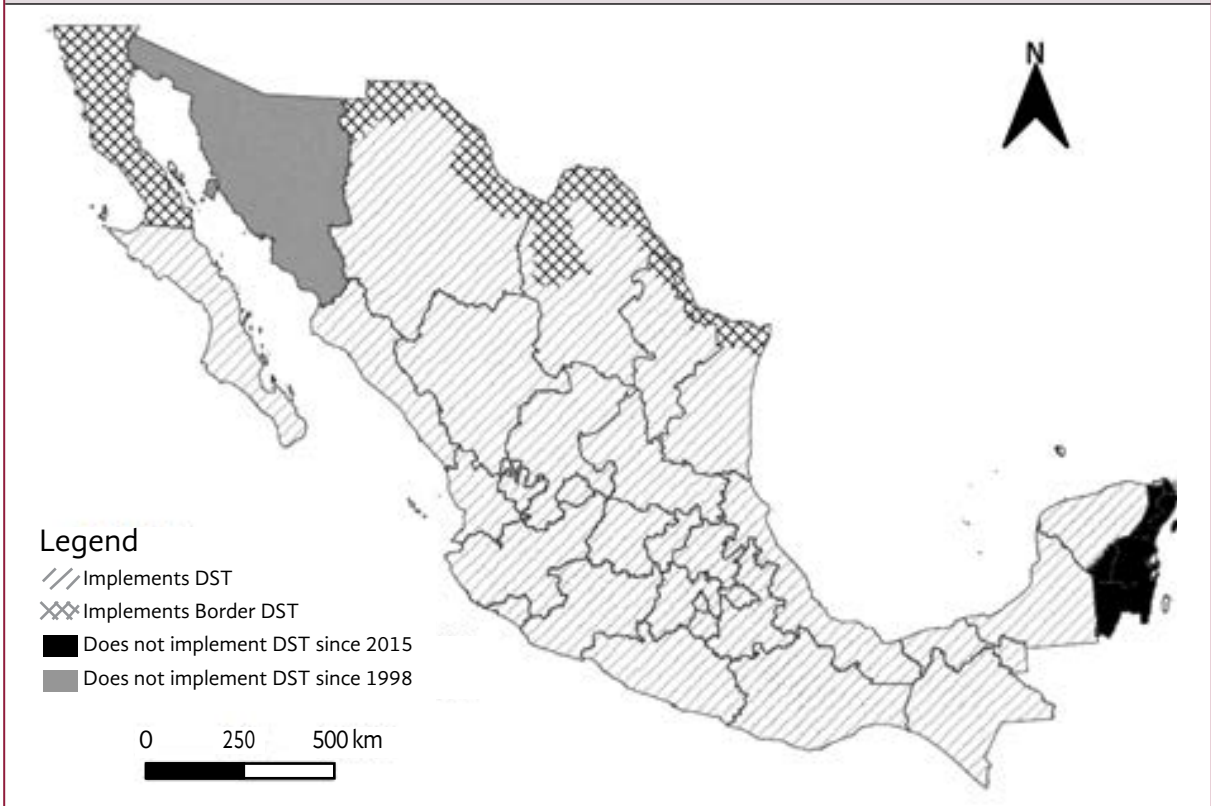 N
Legend
Implements DST
Implements Border DST
Does not implement DST since 2015
Does not implement DST since 1998
0 250 500 km